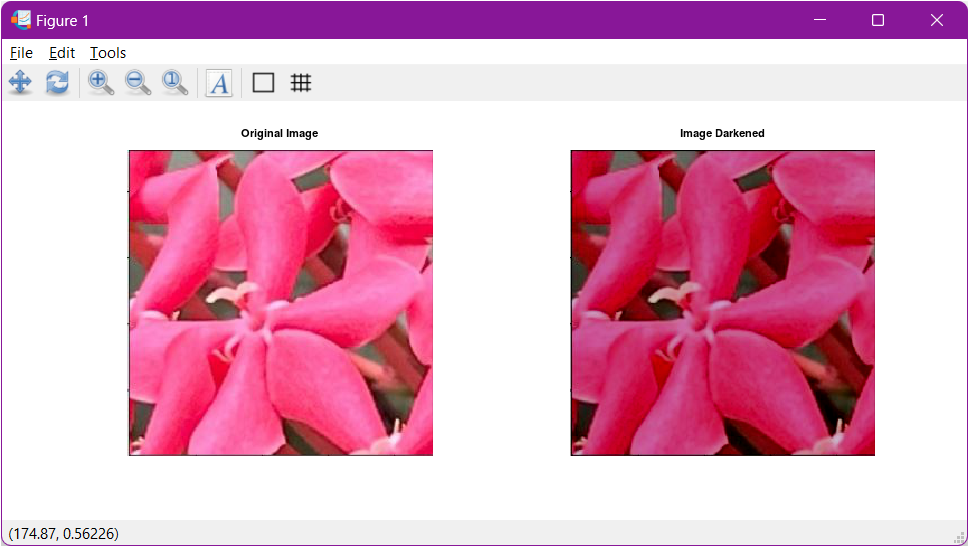 Figure 1
File Edit Tools
A
Original Image Image Darkened
(174.87, 0.56226)